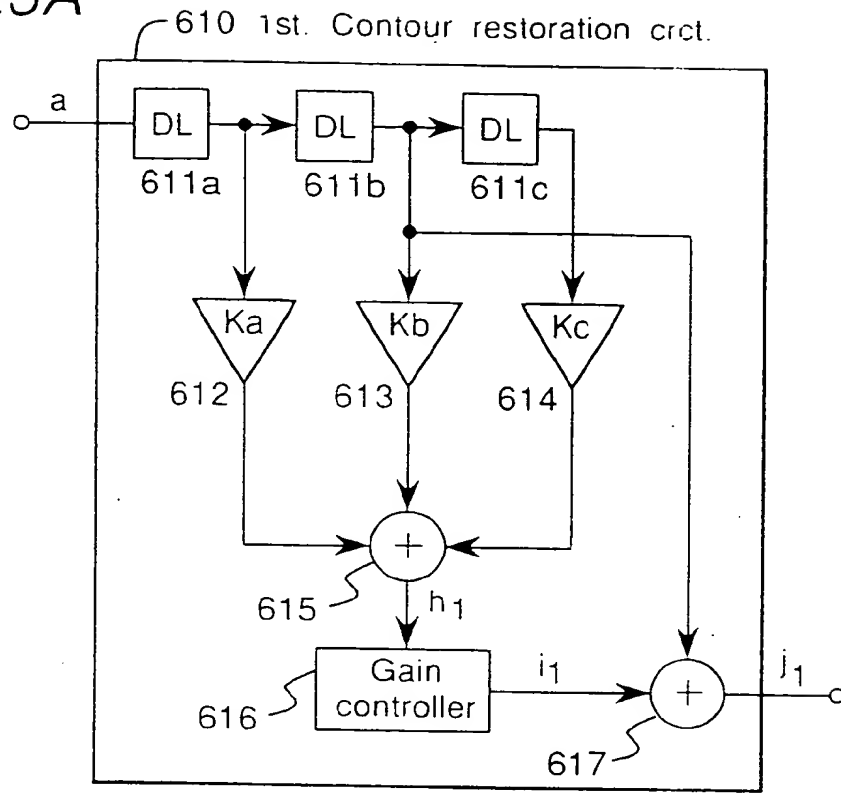 610 1st. Contour restoration crct.
a
DL
DL
DL
611a
611b
611c
Ka
Kb
Kc
612
613
614
+
615
h1
Gain
controller
616
i1
+
j1
617